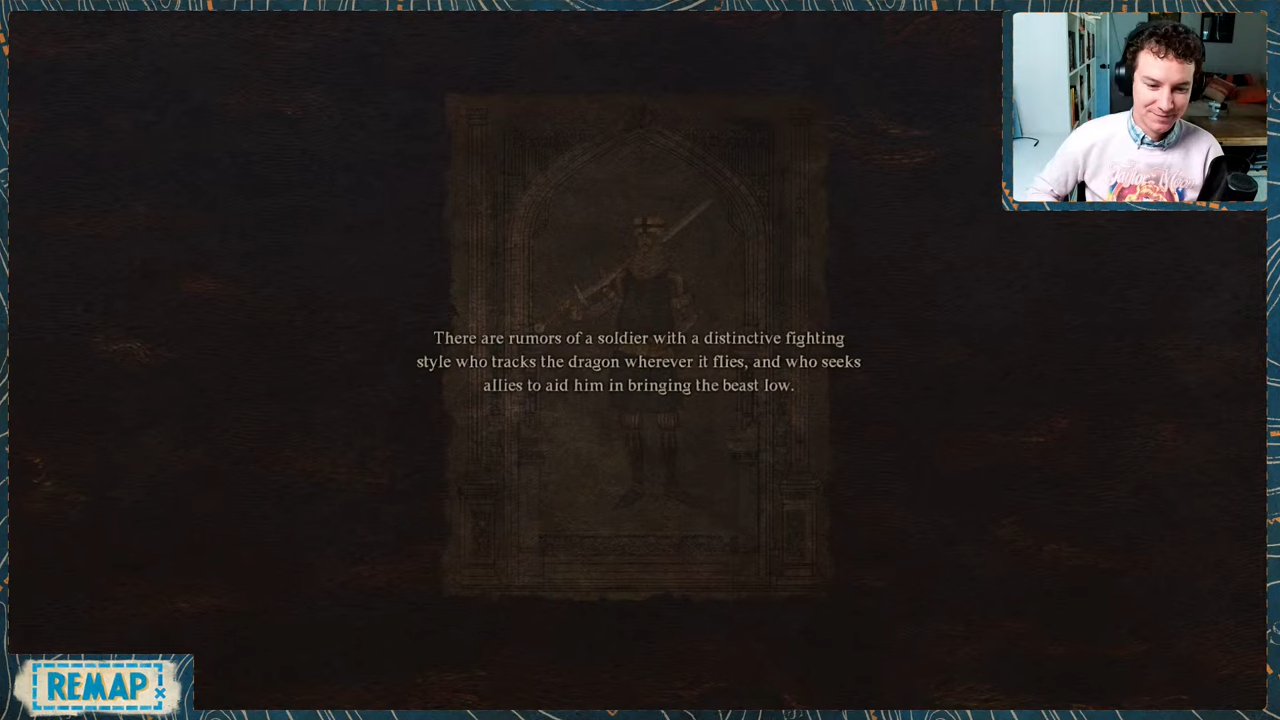 There are rumors of a soldier with a distinctive fighting
style who tracks the dragon wherever it flies, and who seeks
allies to aid him in bringing the beast low.
REMAP